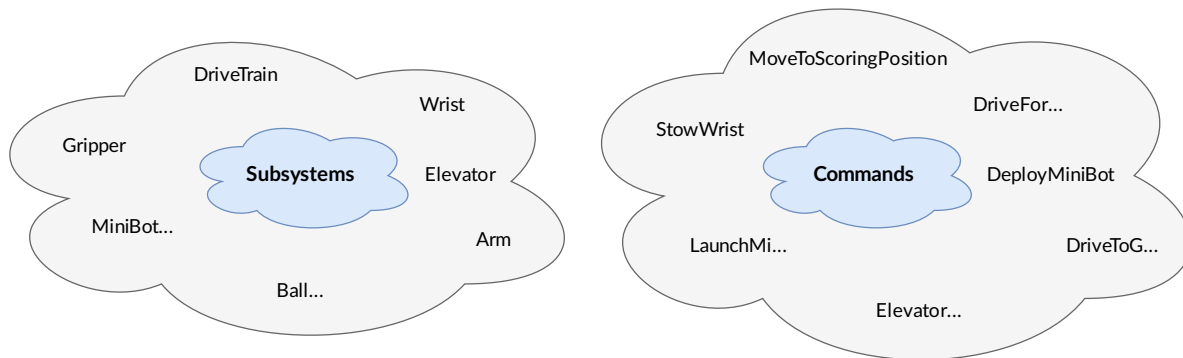 DriveTrain
Wrist
Gripper
Subsystems
Elevator
MiniBot...
Arm
Ball...
MoveToScoringPosition
DriveFor...
StowWrist
Commands
DeployMiniBot
LaunchMi...
DriveToG...
Elevator...